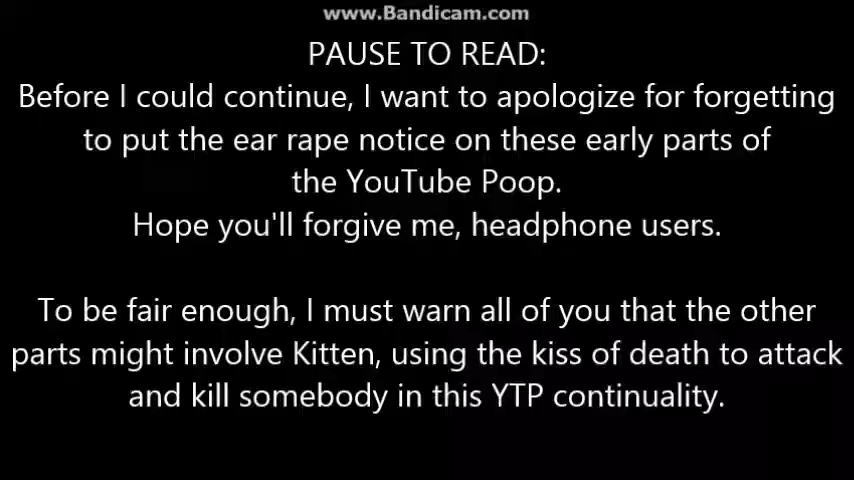 www.Bandicam.com
PAUSE TO READ:
Before I could continue, I want to apologize for forgetting
to put the ear rape notice on these early parts of
the YouTube Poop.
Hope you'll forgive me, headphone users.
To be fair enough, I must warn all of you that the other
parts might involve Kitten, using the kiss of death to attack
and kill somebody in this YTP continuality.